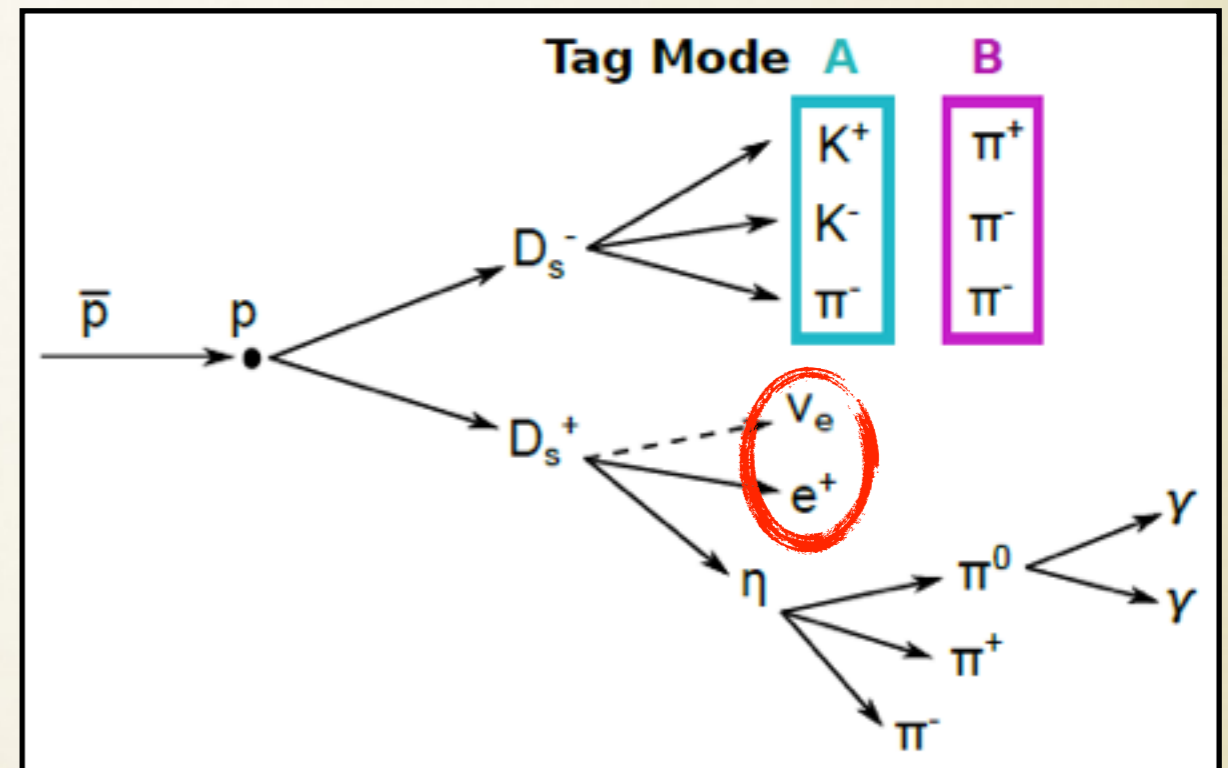 Tag Mode A B
K⁺ π⁺
K⁻ π⁻
π⁻ π⁻
Dₛ⁻
p̅ p
νₑ
Dₛ⁺
e⁺
γ
η π⁰
γ
π⁺
π⁻